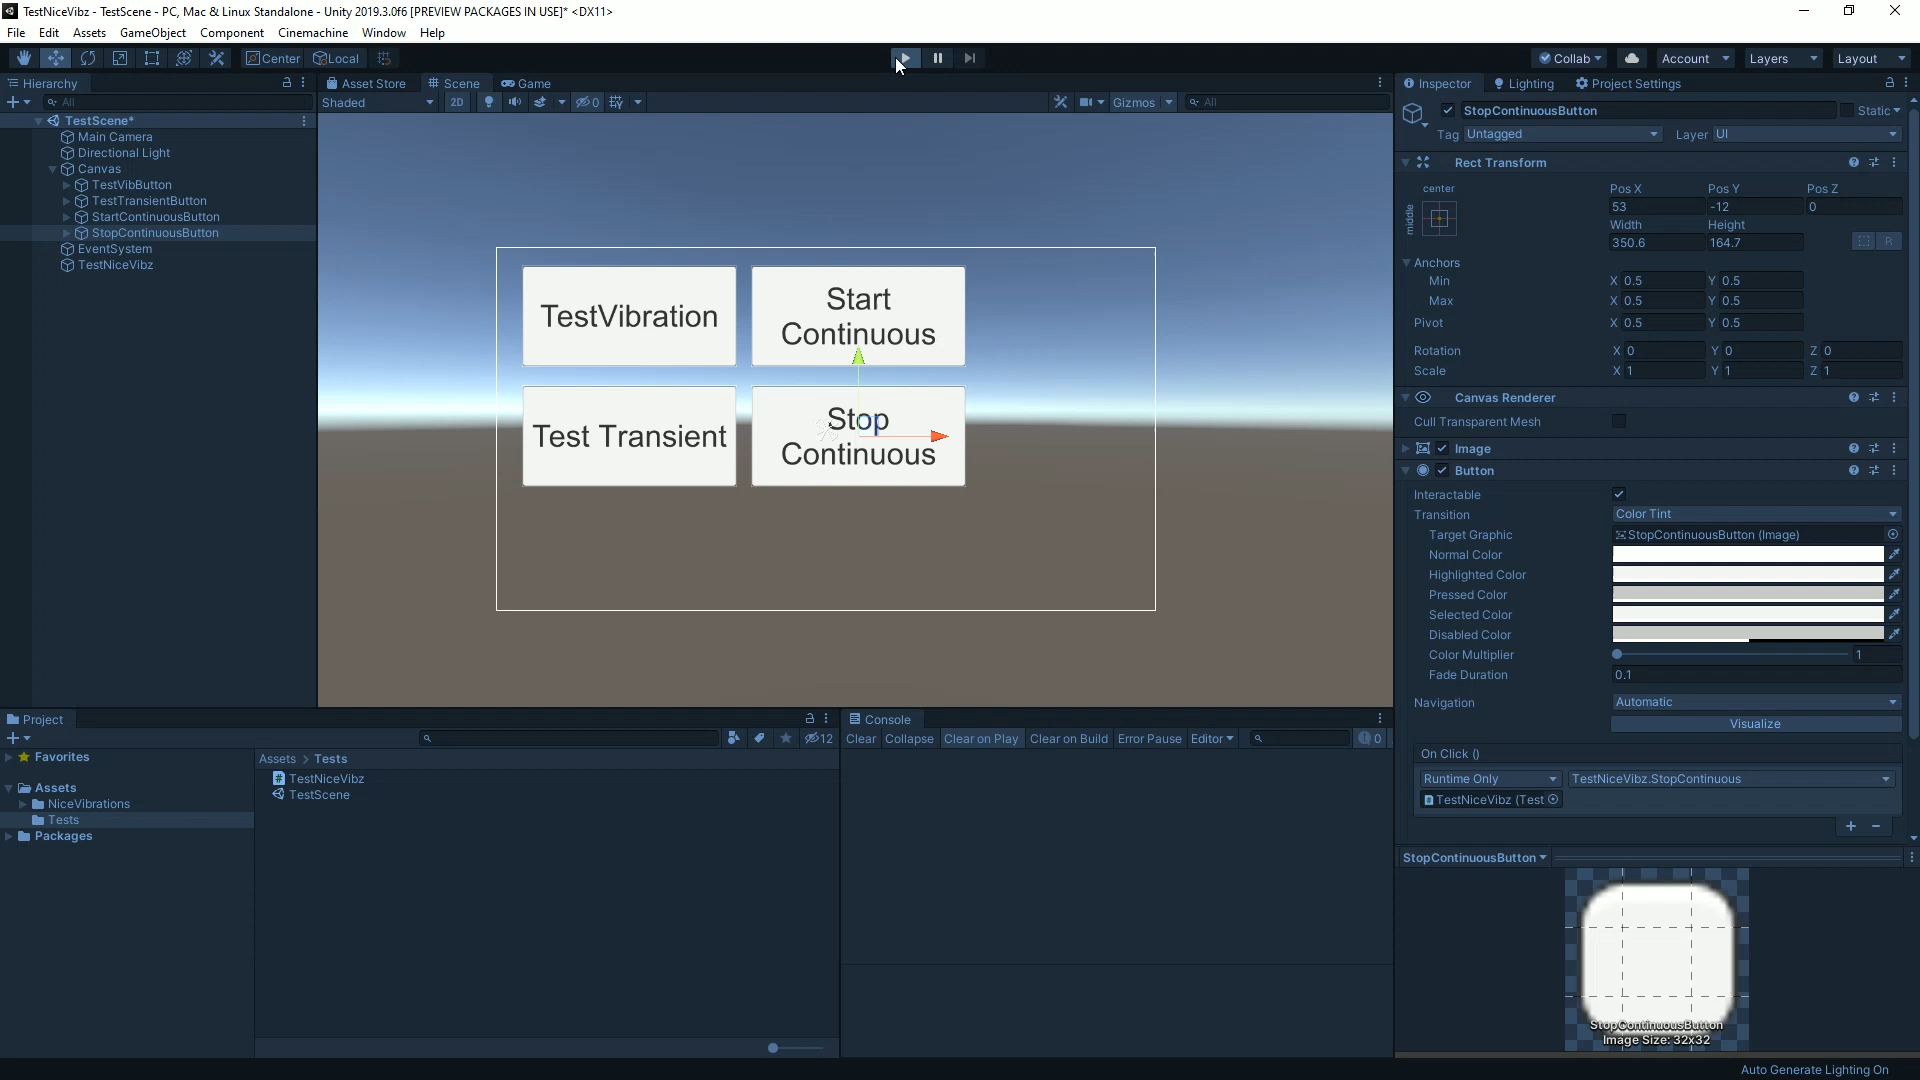 TestNiceVibz - TestScene - PC, Mac & Linux Standalone - Unity 2019.3.0f6 [PREVIEW PACKAGES IN USE]* <DX11>
File Edit Assets GameObject Component Cinemachine Window Help
Center Local Collab Account Layers Layout
Hierarchy
All
TestScene*
Main Camera
Directional Light
Canvas
TestVibButton
TestTransientButton
StartContinuousButton
StopContinuousButton
EventSystem
TestNiceVibz
Asset Store Scene Game
Shaded 2D 0 Gizmos All
TestVibration
Start
Continuous
Test Transient
Stop
Continuous
Inspector Lighting Project Settings
StopContinuousButton Static
Tag Untagged Layer UI
Rect Transform
center
middle
Pos X Pos Y Pos Z
53 -12 0
Width Height
350.6 164.7 R
Anchors
Min X 0.5 Y 0.5
Max X 0.5 Y 0.5
Pivot X 0.5 Y 0.5
Rotation X 0 Y 0 Z 0
Scale X 1 Y 1 Z 1
Canvas Renderer
Cull Transparent Mesh
Image
Button
Interactable
Transition Color Tint
Target Graphic StopContinuousButton (Image)
Normal Color
Highlighted Color
Pressed Color
Selected Color
Disabled Color
Color Multiplier 1
Fade Duration 0.1
Navigation Automatic
Visualize
On Click ()
Runtime Only TestNiceVibz.StopContinuous
TestNiceVibz (Test
StopContinuousButton
StopContinuousButton
Image Size: 32x32
Project
12
Favorites
Assets
NiceVibrations
Tests
Packages
Assets > Tests
TestNiceVibz
TestScene
Console
Clear Collapse Clear on Play Clear on Build Error Pause Editor 0
Auto Generate Lighting On